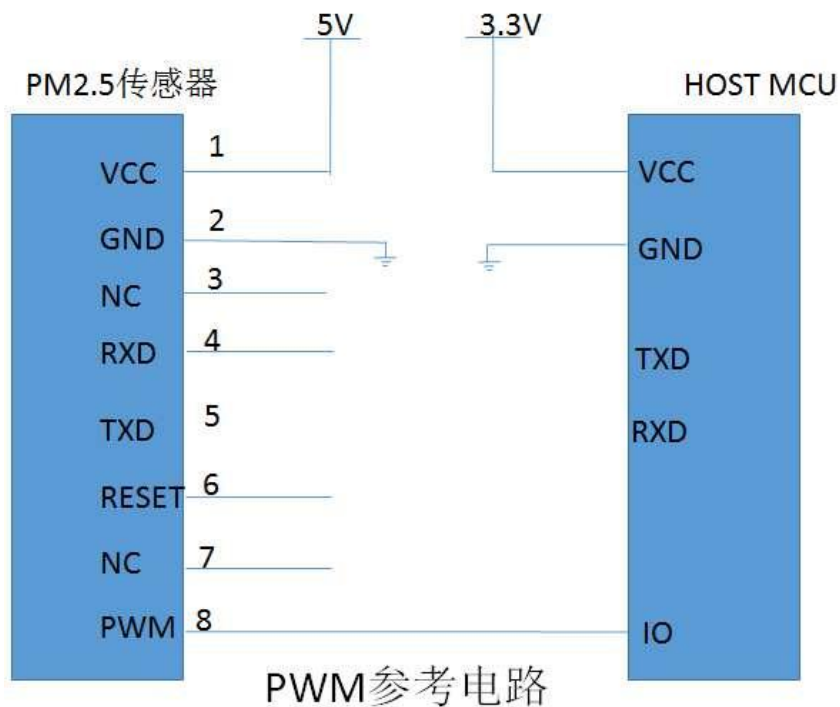 5V
3.3V
PM2.5传感器
HOST MCU
VCC
1
GND
2
NC
3
RXD
4
TXD
5
RESET
6
NC
7
PWM
8
VCC
GND
TXD
RXD
IO
PWM参考电路